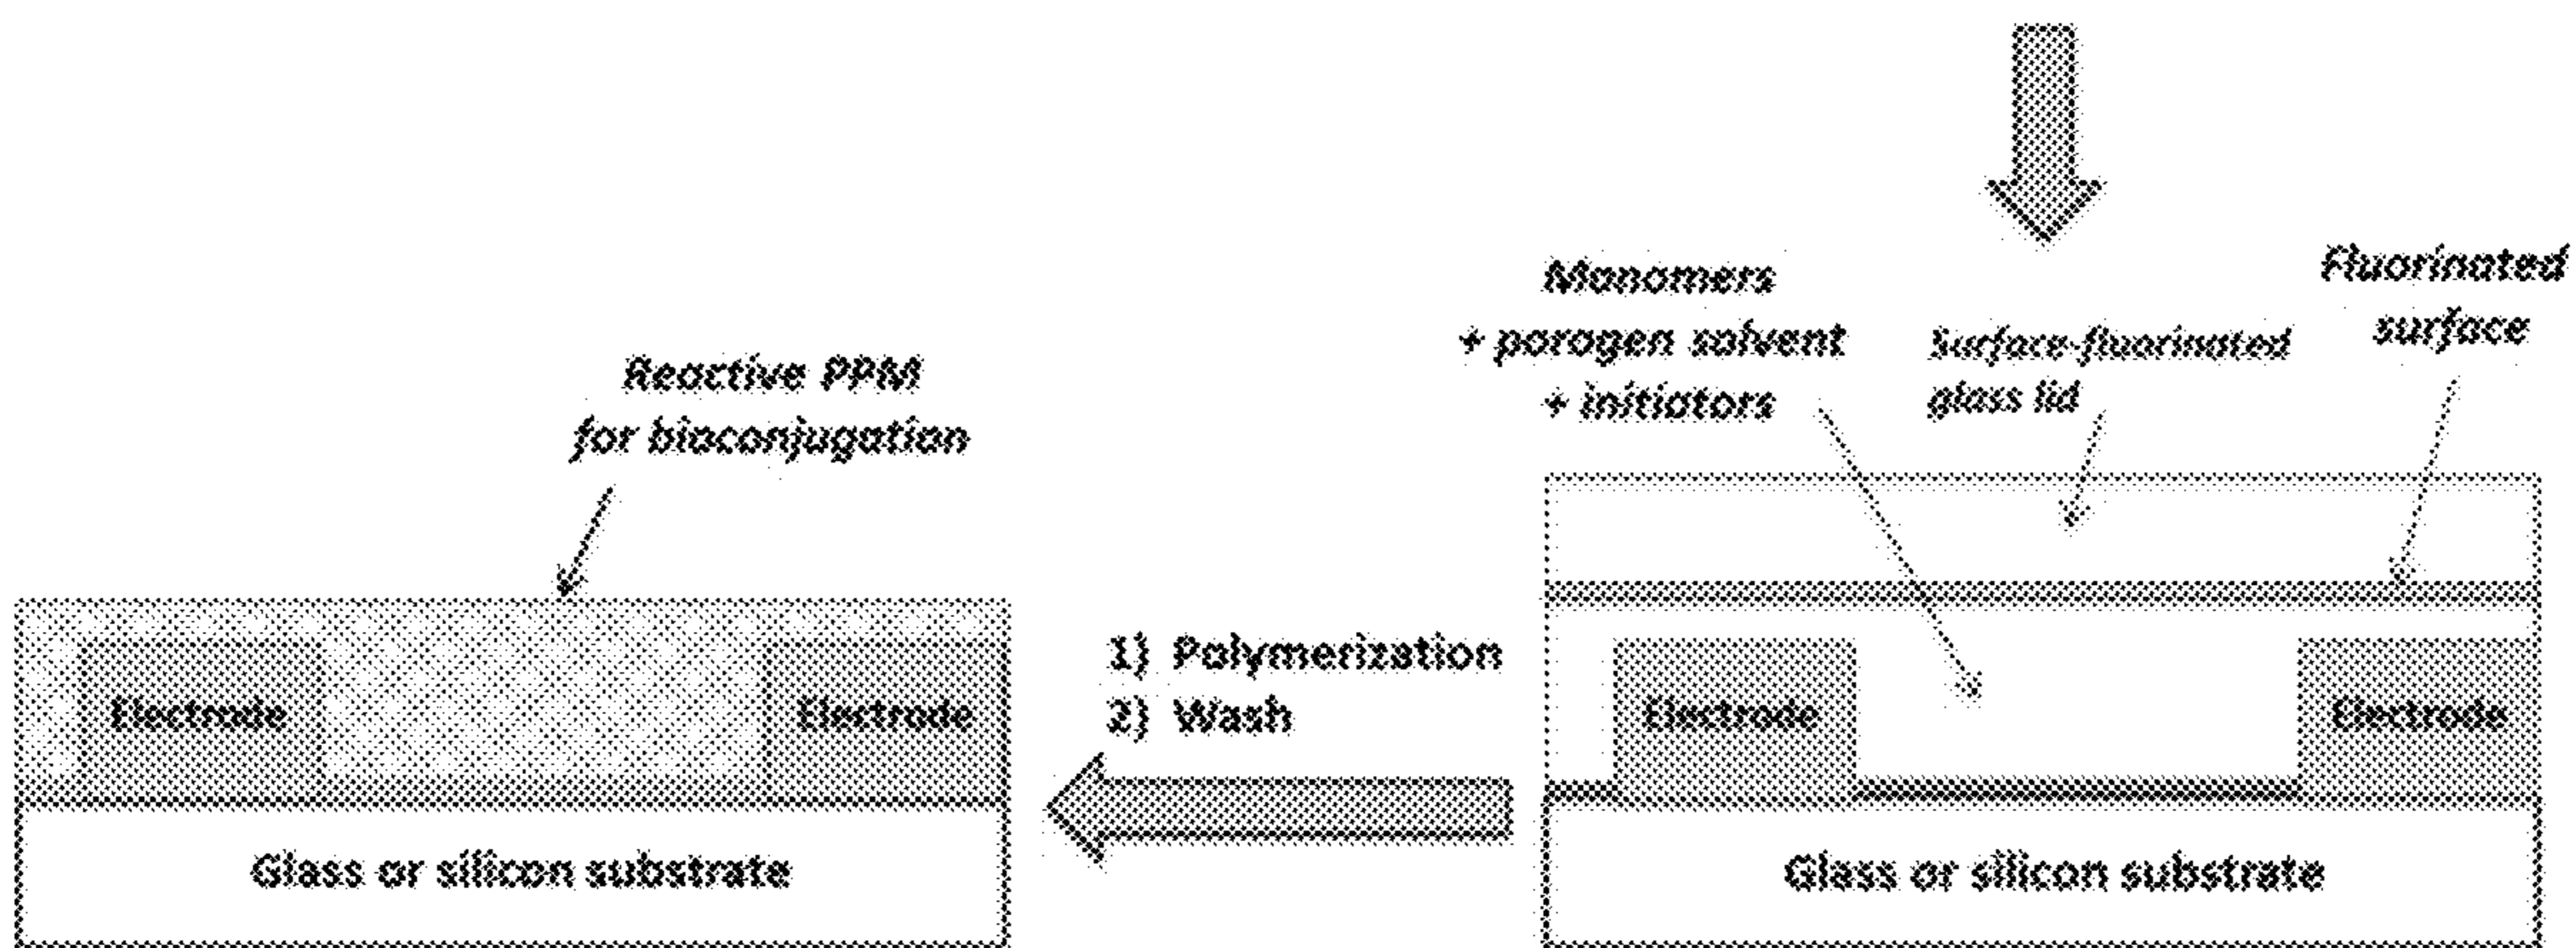 Monomers
+ porogen solvent
+ initiators
Surface-fluorinated
glass lid
Fluorinated
surface
Reactive PPM
for bioconjugation
1) Polymerization
2) Wash
Electrode
Electrode
Electrode
Electrode
Glass or silicon substrate
Glass or silicon substrate